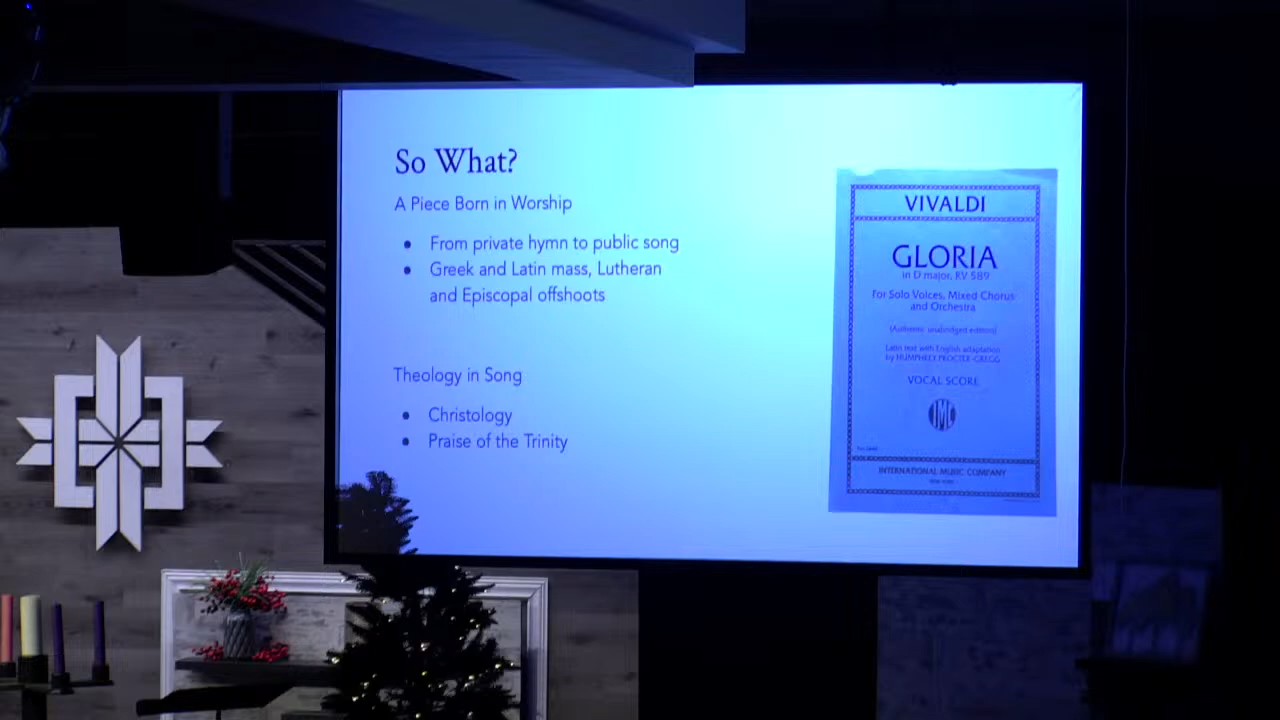 So What?
A Piece Born in Worship
● From private hymn to public song
● Greek and Latin mass, Lutheran
and Episcopal offshoots
Theology in Song
● Christology
● Praise of the Trinity
VIVALDI
GLORIA
in D major, RV 589
For Solo Voices, Mixed Chorus
and Orchestra
(Authentic unabridged edition)
Latin text with English adaptation
by HUMPHREY PROCTER-GREGG
VOCAL SCORE
IMC
INTERNATIONAL MUSIC COMPANY
NEW YORK